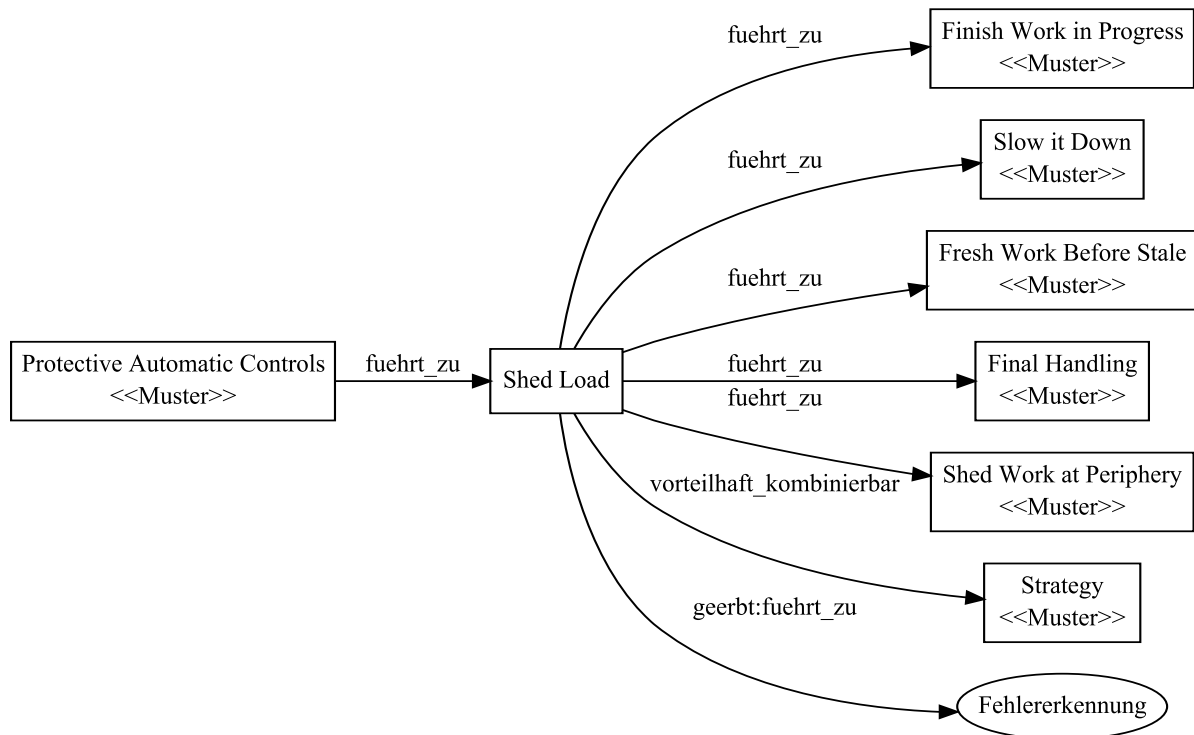 Protective Automatic Controls
<<Muster>>
fuehrt_zu
Shed Load
fuehrt_zu
Finish Work in Progress
<<Muster>>
fuehrt_zu
Slow it Down
<<Muster>>
fuehrt_zu
Fresh Work Before Stale
<<Muster>>
fuehrt_zu
Final Handling
<<Muster>>
fuehrt_zu
Shed Work at Periphery
<<Muster>>
vorteilhaft_kombinierbar
Strategy
<<Muster>>
geerbt:fuehrt_zu
Fehlererkennung